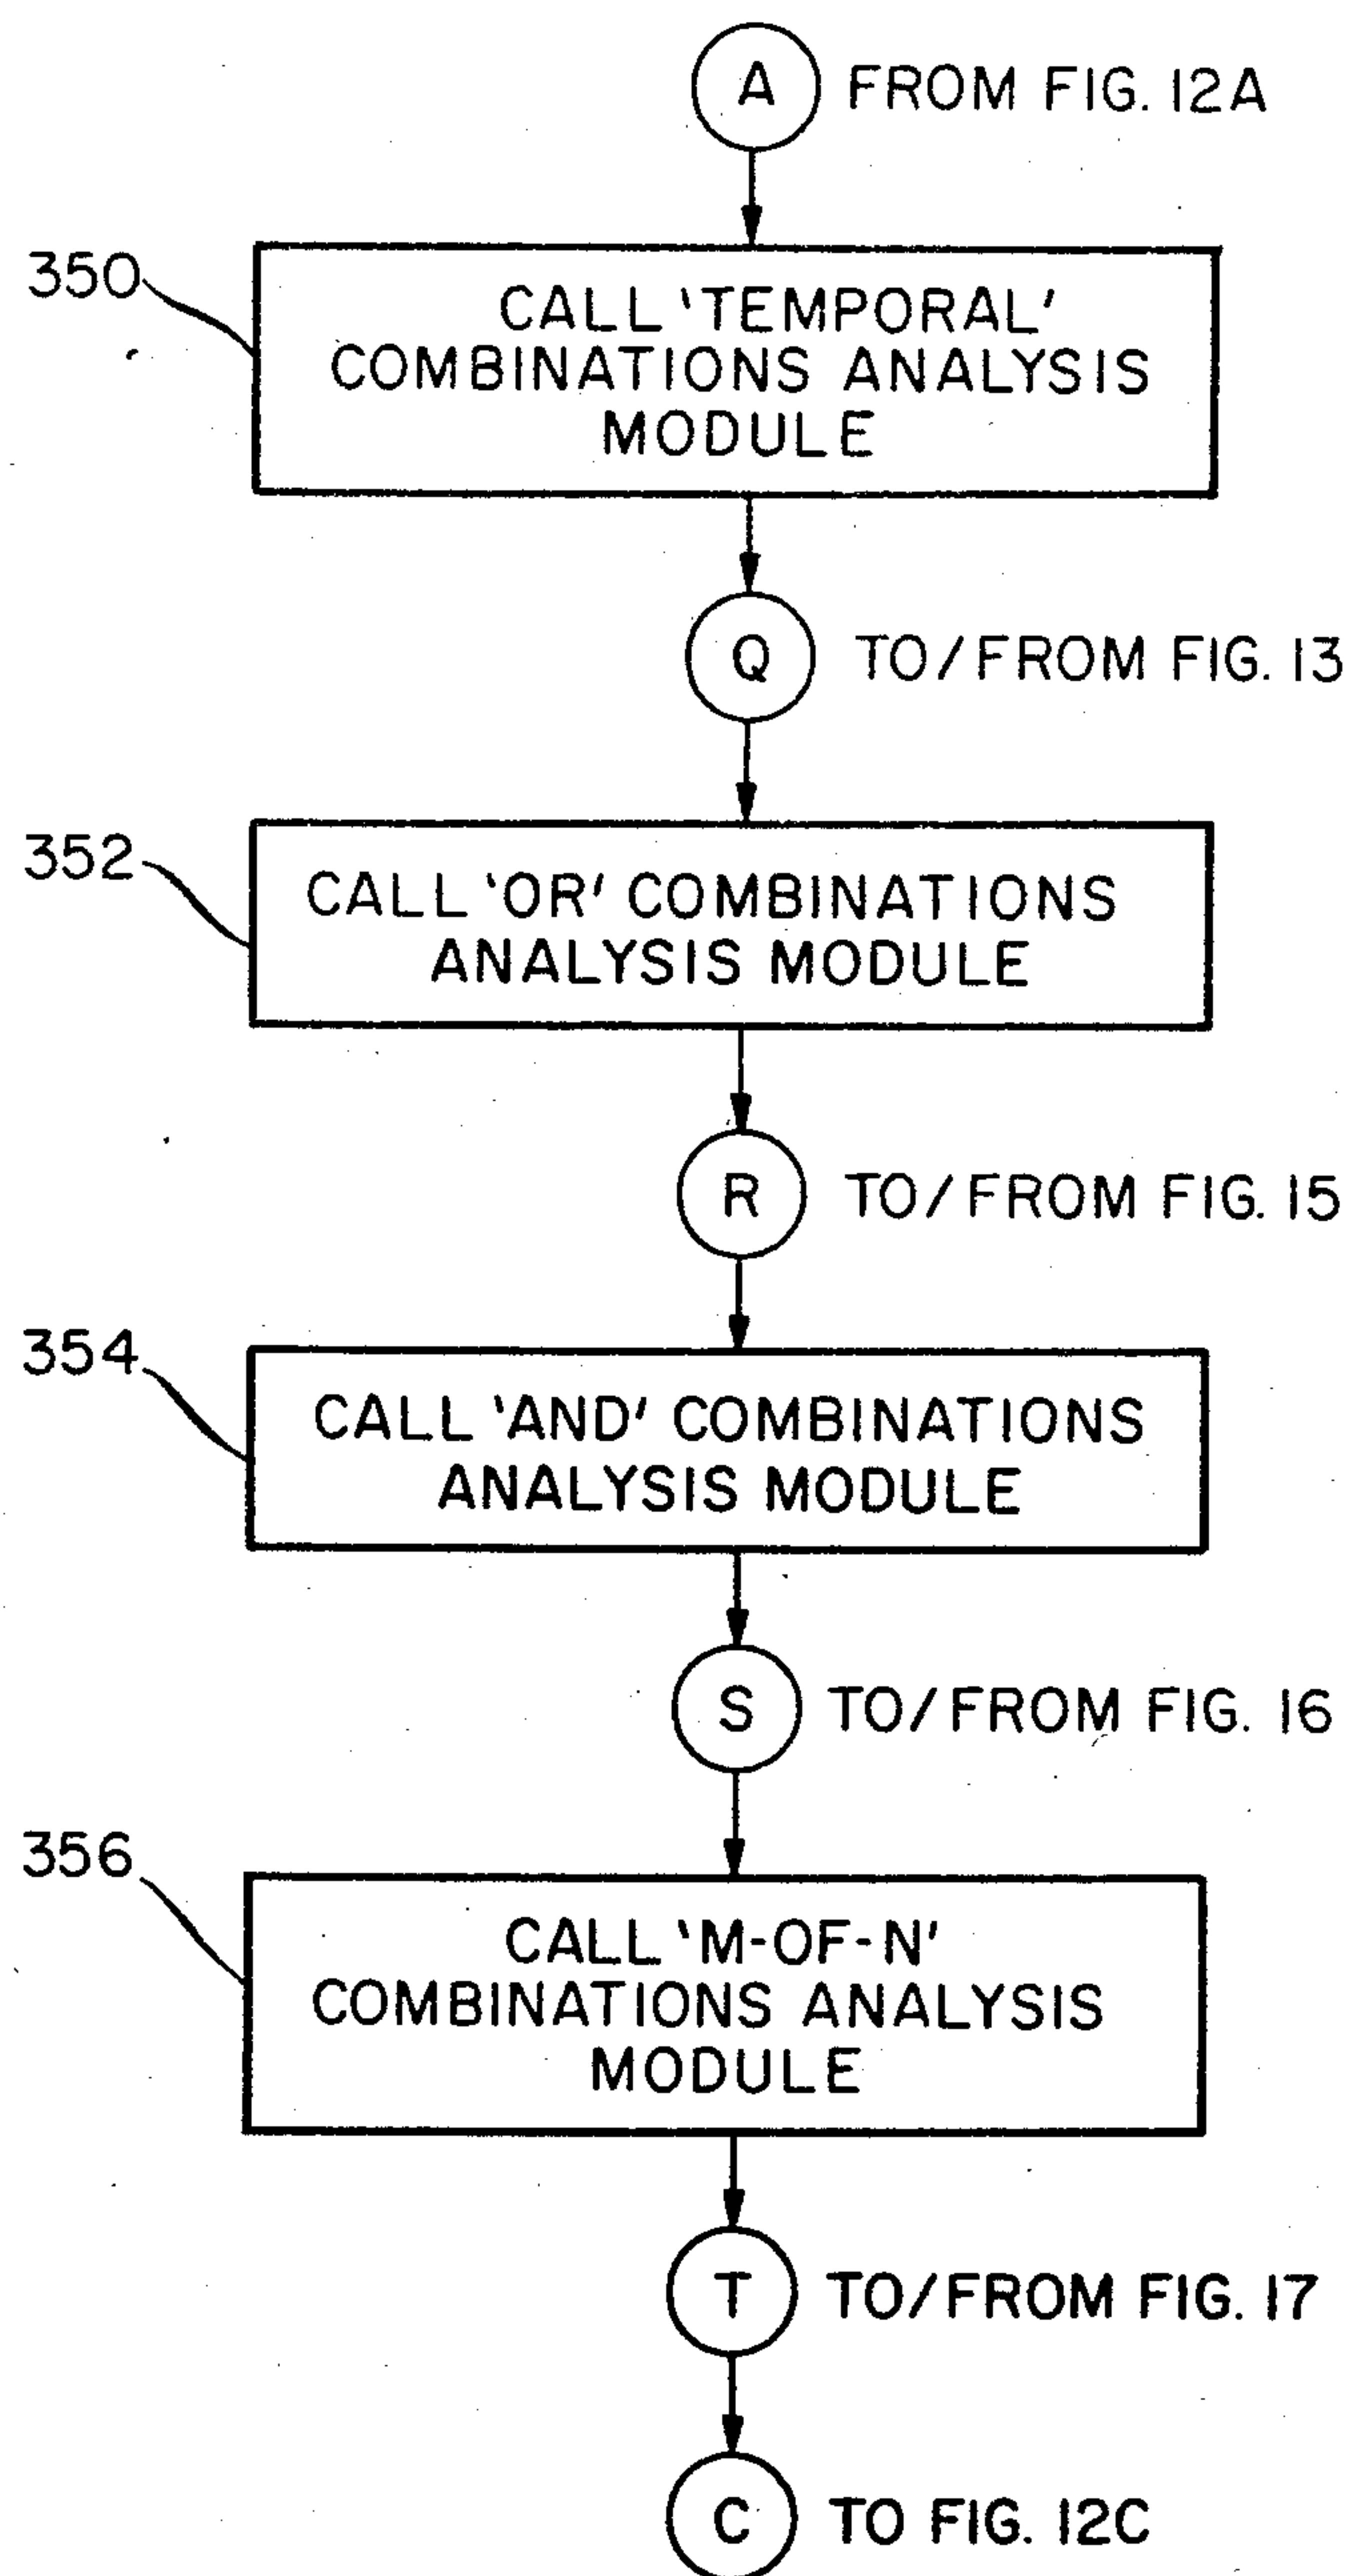 A FROM FIG. 12A
350
CALL 'TEMPORAL'
COMBINATIONS ANALYSIS
MODULE
Q TO/FROM FIG. 13
352
CALL 'OR' COMBINATIONS
ANALYSIS MODULE
R TO/FROM FIG. 15
354
CALL 'AND' COMBINATIONS
ANALYSIS MODULE
S TO/FROM FIG. 16
356
CALL 'M-OF-N'
COMBINATIONS ANALYSIS
MODULE
T TO/FROM FIG. 17
C TO FIG. 12C